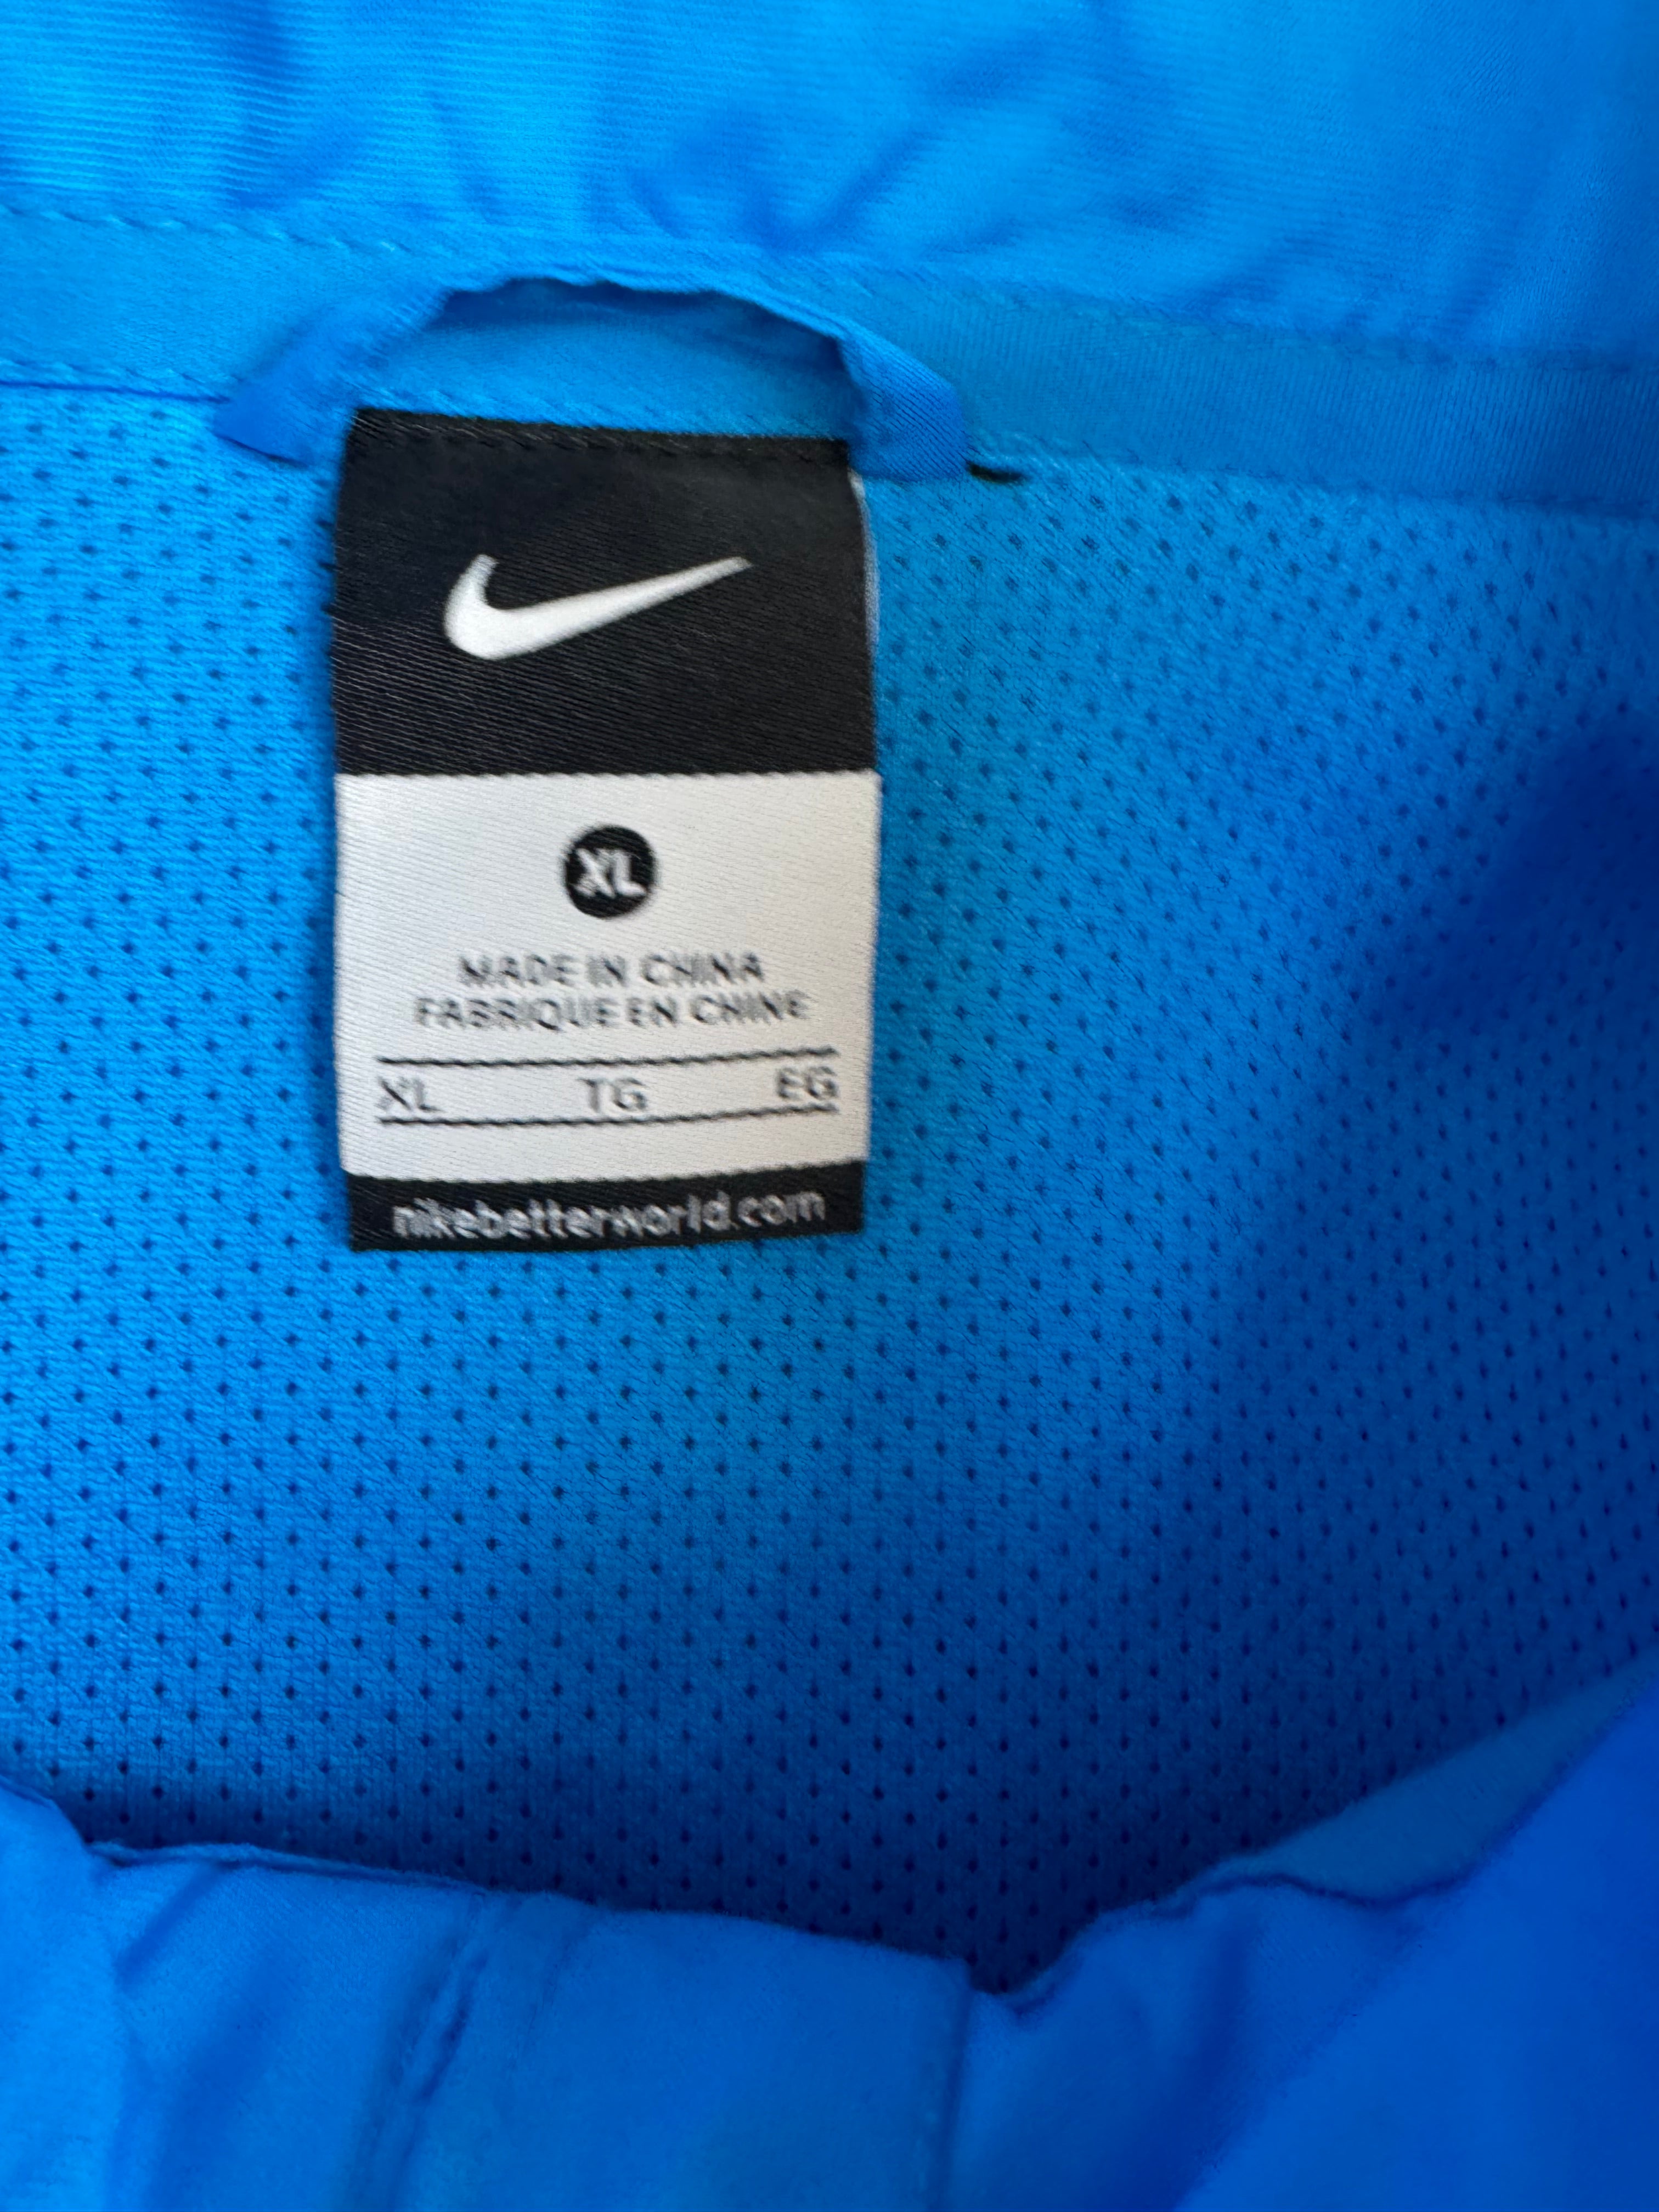 XL
MADE IN CHINA
FABRIQUE EN CHINE
XL TG EG
nikebetterworld.com